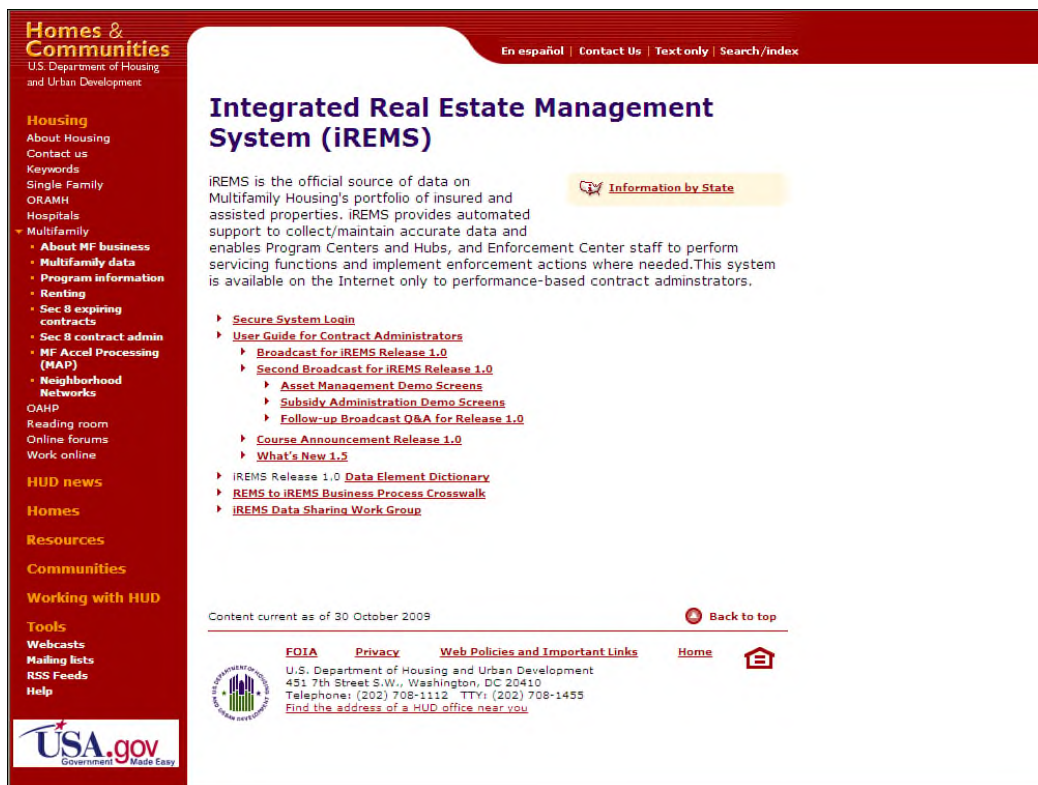 Homes &
Communities
U.S. Department of Housing
and Urban Development
En español | Contact Us | Text only | Search/index
Housing
About Housing
Contact us
Keywords
Single Family
ORAMH
Hospitals
Multifamily
About MF business
Multifamily data
Program information
Renting
Sec 8 expiring
contracts
Sec 8 contract admin
MF Accel Processing
(MAP)
Neighborhood
Networks
OAHP
Reading room
Online forums
Work online
HUD news
Homes
Resources
Communities
Working with HUD
Tools
Webcasts
Mailing lists
RSS Feeds
Help
USA.gov
Government Made Easy
Integrated Real Estate Management
System (iREMS)
Information by State
iREMS is the official source of data on
Multifamily Housing's portfolio of insured and
assisted properties. iREMS provides automated
support to collect/maintain accurate data and
enables Program Centers and Hubs, and Enforcement Center staff to perform
servicing functions and implement enforcement actions where needed.This system
is available on the Internet only to performance-based contract adminstrators.
Secure System Login
User Guide for Contract Administrators
Broadcast for iREMS Release 1.0
Second Broadcast for iREMS Release 1.0
Asset Management Demo Screens
Subsidy Administration Demo Screens
Follow-up Broadcast Q&A for Release 1.0
Course Announcement Release 1.0
What's New 1.5
iREMS Release 1.0 Data Element Dictionary
REMS to iREMS Business Process Crosswalk
iREMS Data Sharing Work Group
Content current as of 30 October 2009
Back to top
FOIA Privacy Web Policies and Important Links Home
U.S. Department of Housing and Urban Development
451 7th Street S.W., Washington, DC 20410
Telephone: (202) 708-1112 TTY: (202) 708-1455
Find the address of a HUD office near you
U.S. DEPARTMENT OF HOUSING
AND URBAN DEVELOPMENT